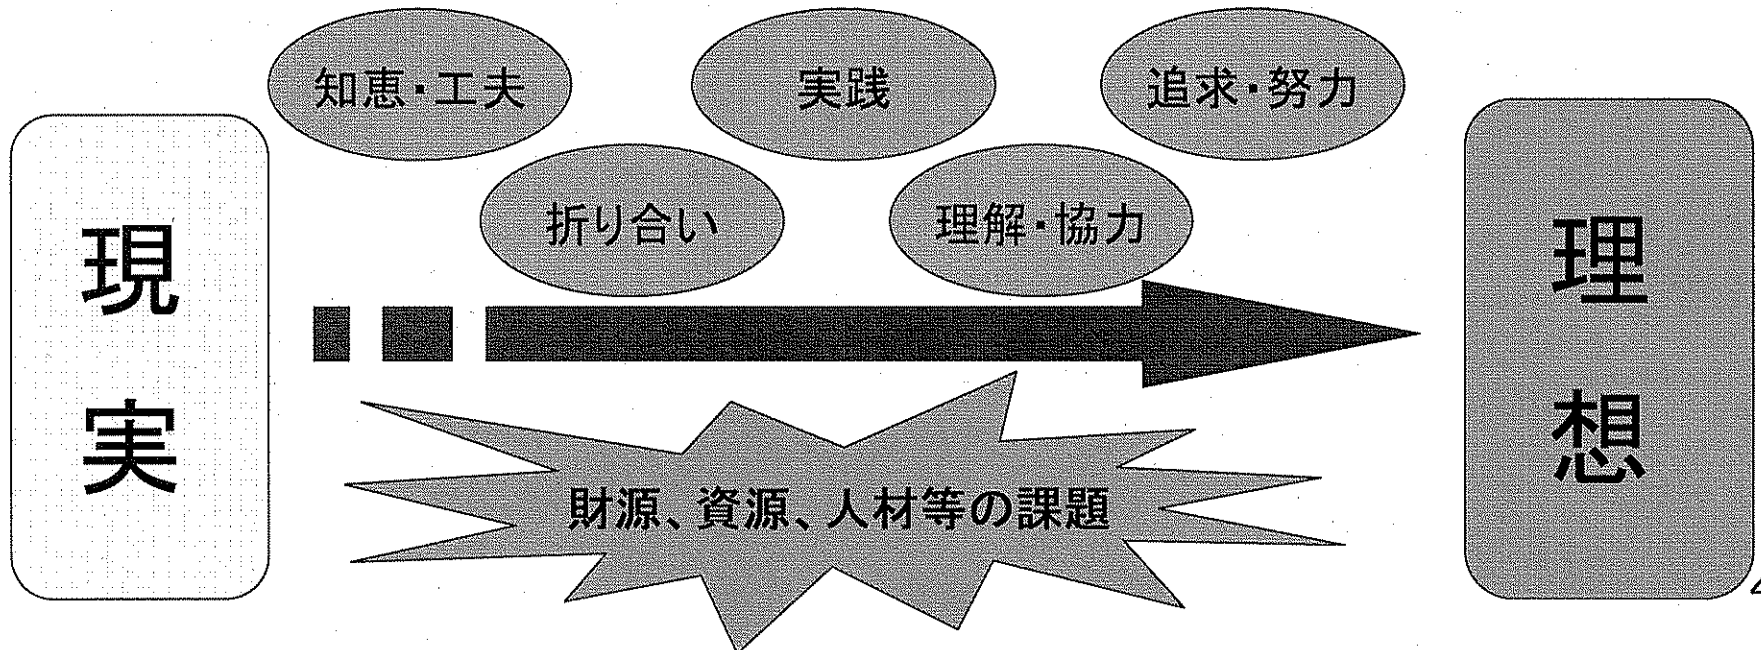 知恵・工夫
実践
追求・努力
折り合い
理解・協力
現実
理想
財源、資源、人材等の課題